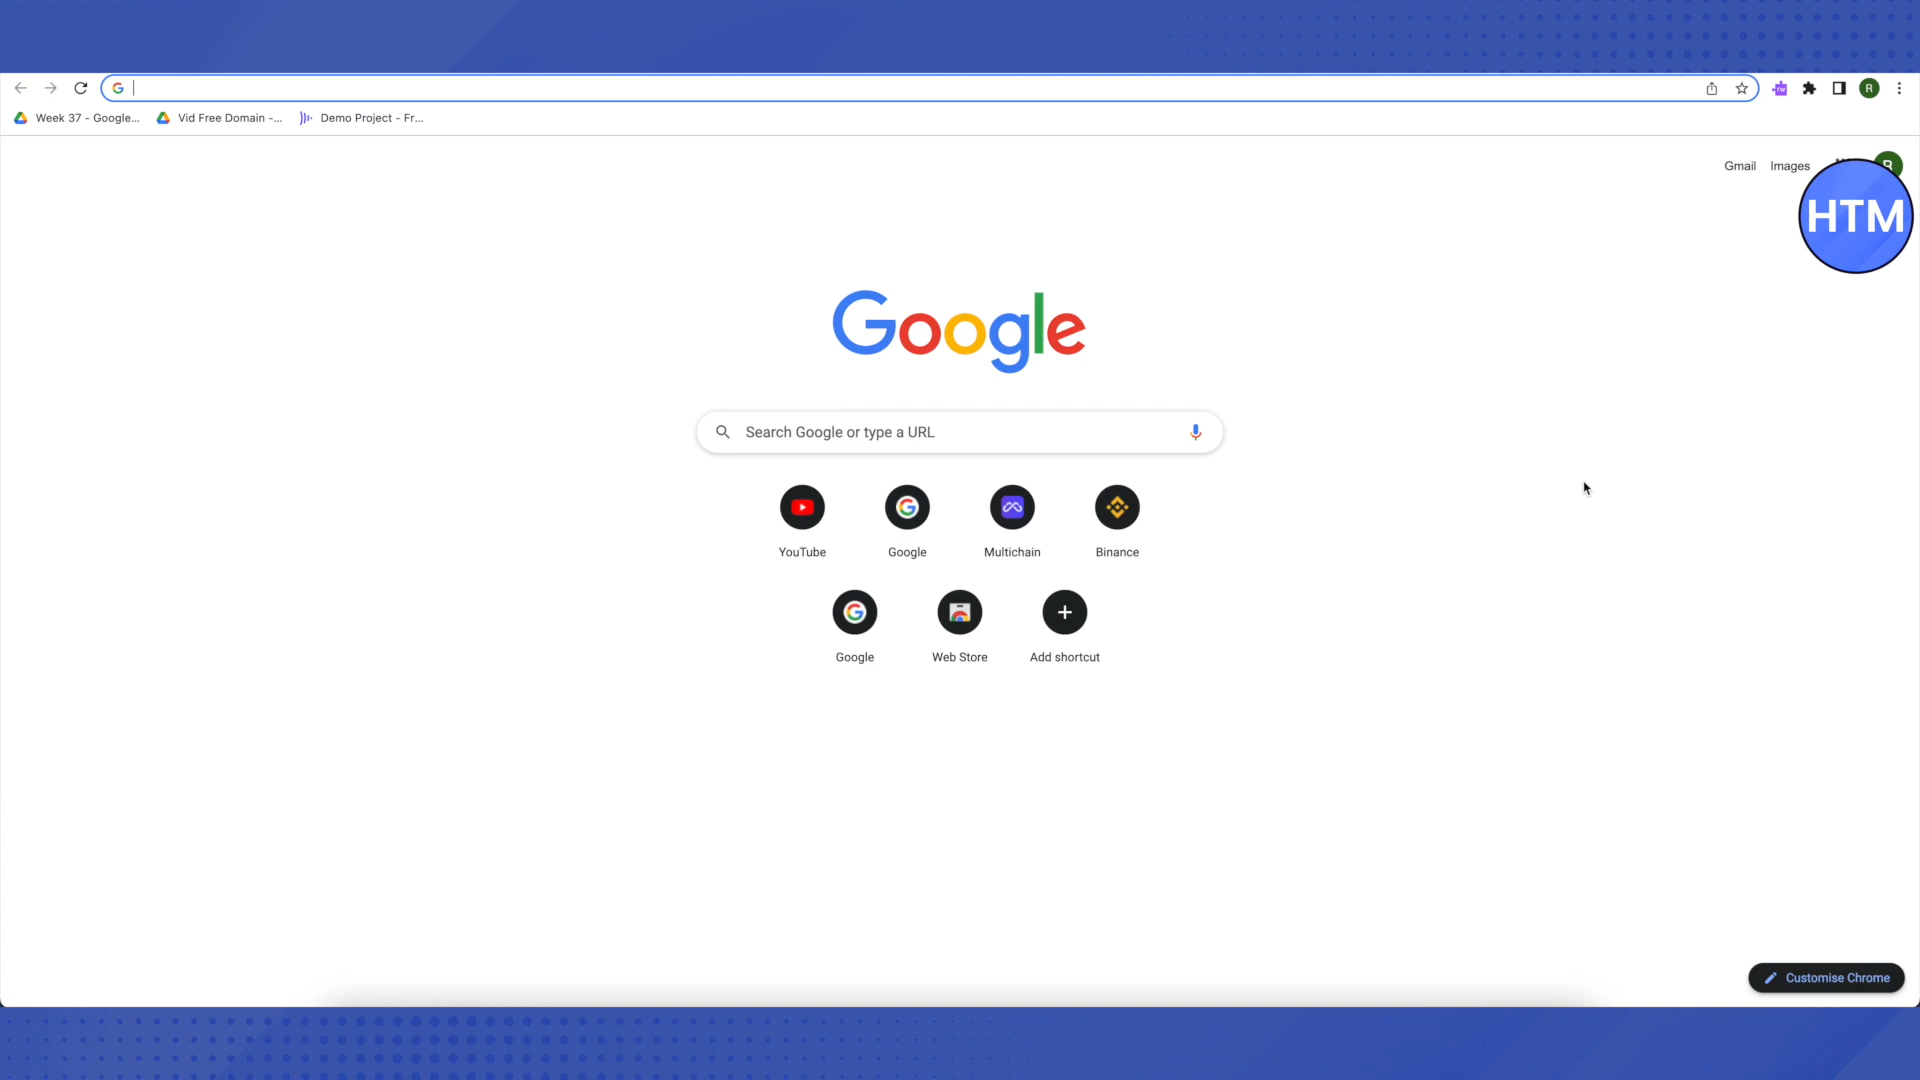 Week 37 - Google...
Vid Free Domain -...
Demo Project - Fr...
R
Gmail
Images
HTM
Google
Search Google or type a URL
YouTube
Google
Multichain
Binance
Google
Web Store
Add shortcut
Customise Chrome